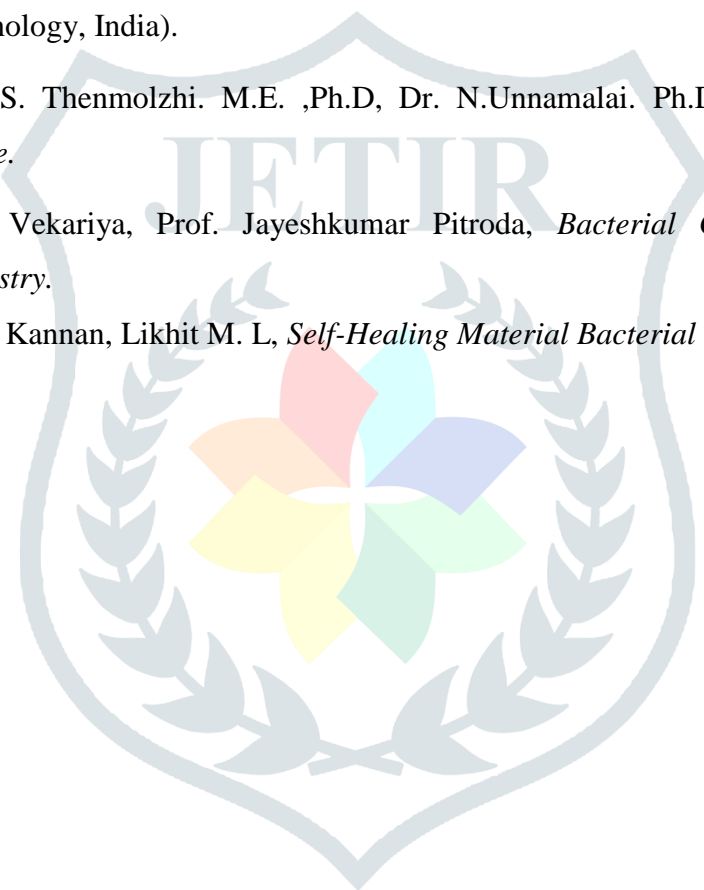 nology, India).
S. Thenmolzhi. M.E. ,Ph.D, Dr. N.Unnamalai. Ph.D
e.
JETIR
Vekariya, Prof. Jayeshkumar Pitroda, Bacterial
stry.
Kannan, Likhit M. L, Self-Healing Material Bacterial